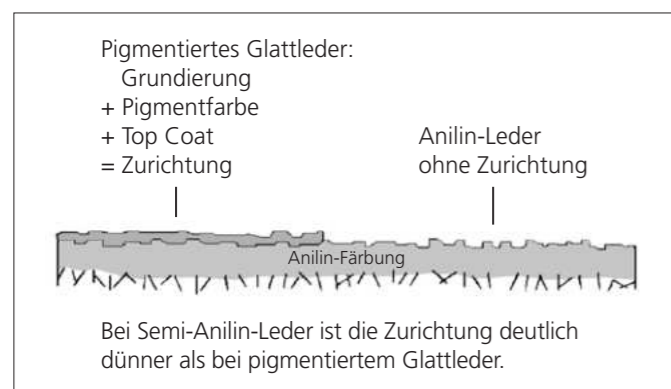 Pigmentiertes Glattleder:
Grundierung
+ Pigmentfarbe
+ Top Coat
= Zurichtung
Anilin-Leder
ohne Zurichtung
Anilin-Färbung
Bei Semi-Anilin-Leder ist die Zurichtung deutlich
dünner als bei pigmentiertem Glattleder.